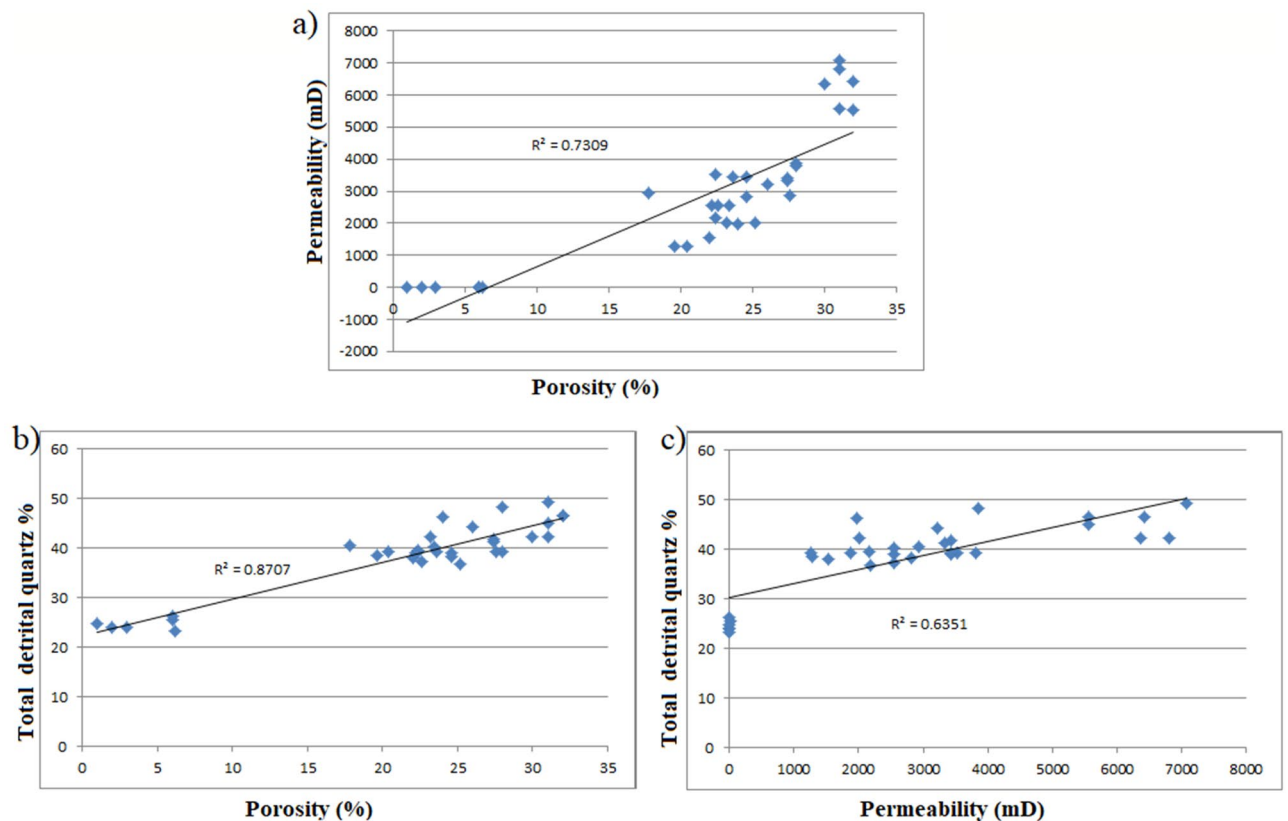 a)
Permeability (mD)
8000
7000
6000
5000
4000
3000
2000
1000
0
-1000
-2000
R² = 0.7309
0 5 10 15 20 25 30 35
Porosity (%)
b)
Total detrital quartz %
60
50
40
30
20
10
0
R² = 0.8707
0 5 10 15 20 25 30 35
Porosity (%)
c)
Total detrital quartz %
60
50
40
30
20
10
0
R² = 0.6351
0 1000 2000 3000 4000 5000 6000 7000 8000
Permeability (mD)